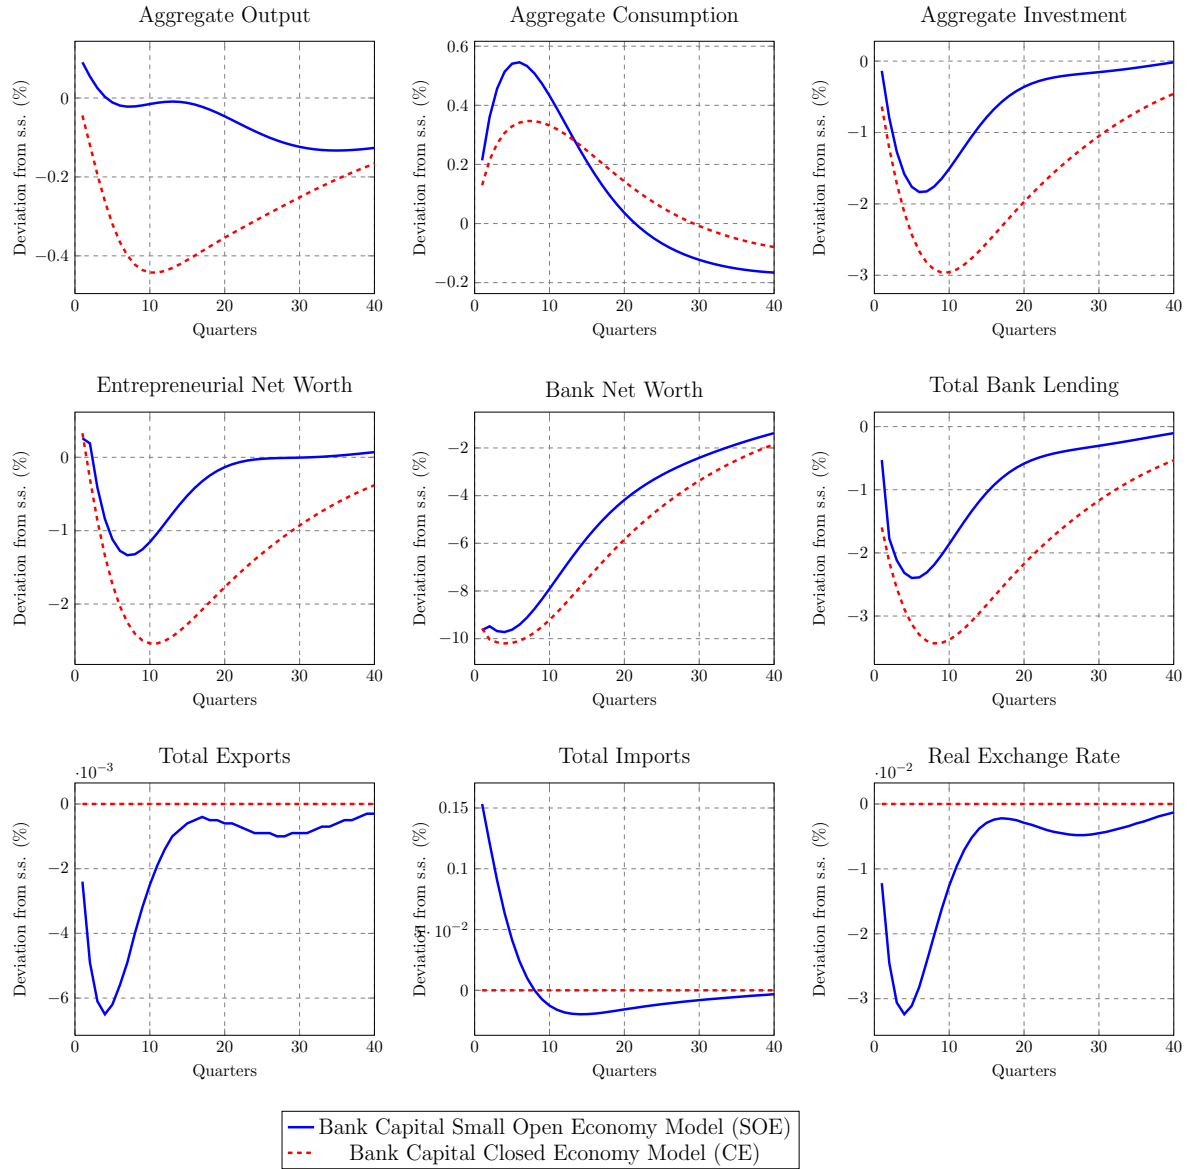 Aggregate Output
Aggregate Consumption
Aggregate Investment
Deviation from s.s. (%)
0
−0.2
−0.4
0 10 20 30 40
Quarters
Deviation from s.s. (%)
0.6
0.4
0.2
0
−0.2
0 10 20 30 40
Quarters
Deviation from s.s. (%)
0
−1
−2
−3
0 10 20 30 40
Quarters
Entrepreneurial Net Worth
Bank Net Worth
Total Bank Lending
Deviation from s.s. (%)
0
−1
−2
0 10 20 30 40
Quarters
Deviation from s.s. (%)
−2
−4
−6
−8
−10
0 10 20 30 40
Quarters
Deviation from s.s. (%)
0
−1
−2
−3
0 10 20 30 40
Quarters
Total Exports
Total Imports
Real Exchange Rate
·10⁻³
Deviation from s.s. (%)
0
−2
−4
−6
0 10 20 30 40
Quarters
Deviation from s.s. (%)
0.15
0.1
· 10⁻²
0
0 10 20 30 40
Quarters
·10⁻²
Deviation from s.s. (%)
0
−1
−2
−3
0 10 20 30 40
Quarters
Bank Capital Small Open Economy Model (SOE)
Bank Capital Closed Economy Model (CE)